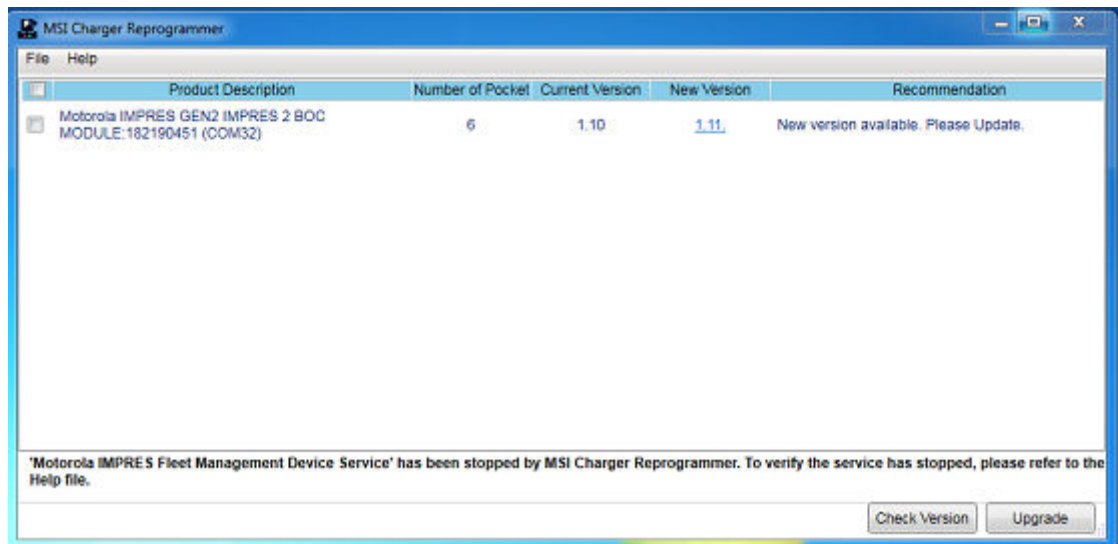 MSI Charger Reprogrammer
File Help
Product Description Number of Pocket Current Version New Version Recommendation
Motorola IMPRES GEN2 IMPRES 2 BOC
MODULE:182190451 (COM32) 6 1.10 1.11. New version available. Please Update.
'Motorola IMPRES Fleet Management Device Service' has been stopped by MSI Charger Reprogrammer. To verify the service has stopped, please refer to the
Help file.
Check Version Upgrade